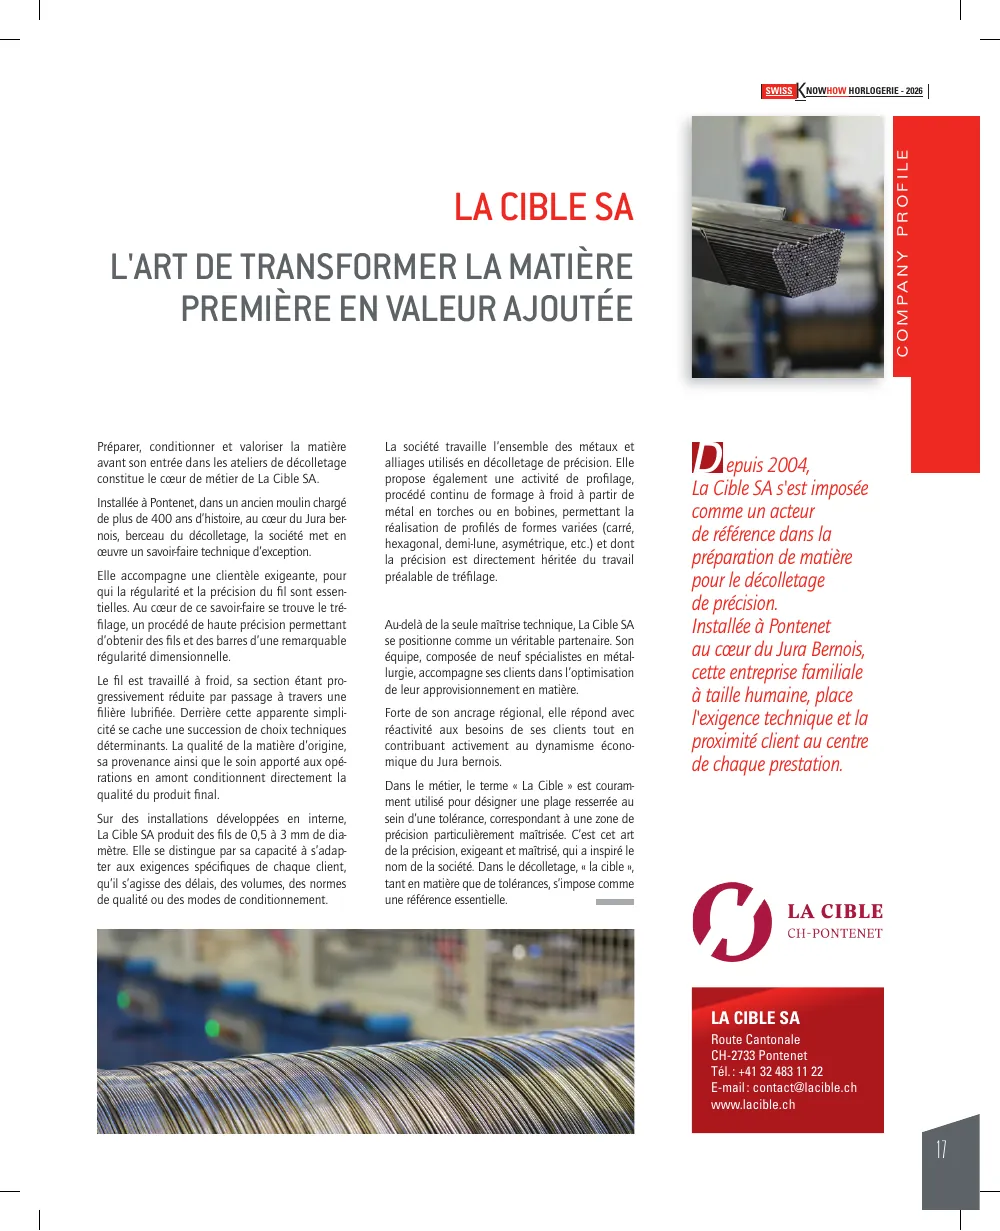 SWISS KNOWHOW HORLOGERIE - 2026
COMPANY PROFILE
LA CIBLE SA
L'ART DE TRANSFORMER LA MATIÈRE
PREMIÈRE EN VALEUR AJOUTÉE
Préparer, conditionner et valoriser la matière
avant son entrée dans les ateliers de décolletage
constitue le cœur de métier de La Cible SA.
Installée à Pontenet, dans un ancien moulin chargé
de plus de 400 ans d’histoire, au cœur du Jura ber-
nois, berceau du décolletage, la société met en
œuvre un savoir-faire technique d’exception.
Elle accompagne une clientèle exigeante, pour
qui la régularité et la précision du fil sont essen-
tielles. Au cœur de ce savoir-faire se trouve le tré-
filage, un procédé de haute précision permettant
d’obtenir des fils et des barres d’une remarquable
régularité dimensionnelle.
Le fil est travaillé à froid, sa section étant pro-
gressivement réduite par passage à travers une
filière lubrifiée. Derrière cette apparente simpli-
cité se cache une succession de choix techniques
déterminants. La qualité de la matière d’origine,
sa provenance ainsi que le soin apporté aux opé-
rations en amont conditionnent directement la
qualité du produit final.
Sur des installations développées en interne,
La Cible SA produit des fils de 0,5 à 3 mm de dia-
mètre. Elle se distingue par sa capacité à s’adap-
ter aux exigences spécifiques de chaque client,
qu’il s’agisse des délais, des volumes, des normes
de qualité ou des modes de conditionnement.
La société travaille l’ensemble des métaux et
alliages utilisés en décolletage de précision. Elle
propose également une activité de profilage,
procédé continu de formage à froid à partir de
métal en torches ou en bobines, permettant la
réalisation de profilés de formes variées (carré,
hexagonal, demi-lune, asymétrique, etc.) et dont
la précision est directement héritée du travail
préalable de tréfilage.
Au-delà de la seule maîtrise technique, La Cible SA
se positionne comme un véritable partenaire. Son
équipe, composée de neuf spécialistes en métal-
lurgie, accompagne ses clients dans l’optimisation
de leur approvisionnement en matière.
Forte de son ancrage régional, elle répond avec
réactivité aux besoins de ses clients tout en
contribuant activement au dynamisme écono-
mique du Jura bernois.
Dans le métier, le terme « La Cible » est couram-
ment utilisé pour désigner une plage resserrée au
sein d’une tolérance, correspondant à une zone de
précision particulièrement maîtrisée. C’est cet art
de la précision, exigeant et maîtrisé, qui a inspiré le
nom de la société. Dans le décolletage, « la cible »,
tant en matière que de tolérances, s’impose comme
une référence essentielle.
Depuis 2004,
La Cible SA s'est imposée
comme un acteur
de référence dans la
préparation de matière
pour le décolletage
de précision.
Installée à Pontenet
au cœur du Jura Bernois,
cette entreprise familiale
à taille humaine, place
l'exigence technique et la
proximité client au centre
de chaque prestation.
LA CIBLE
CH-PONTENET
LA CIBLE SA
Route Cantonale
CH-2733 Pontenet
Tél. : +41 32 483 11 22
E-mail : contact@lacible.ch
www.lacible.ch
17